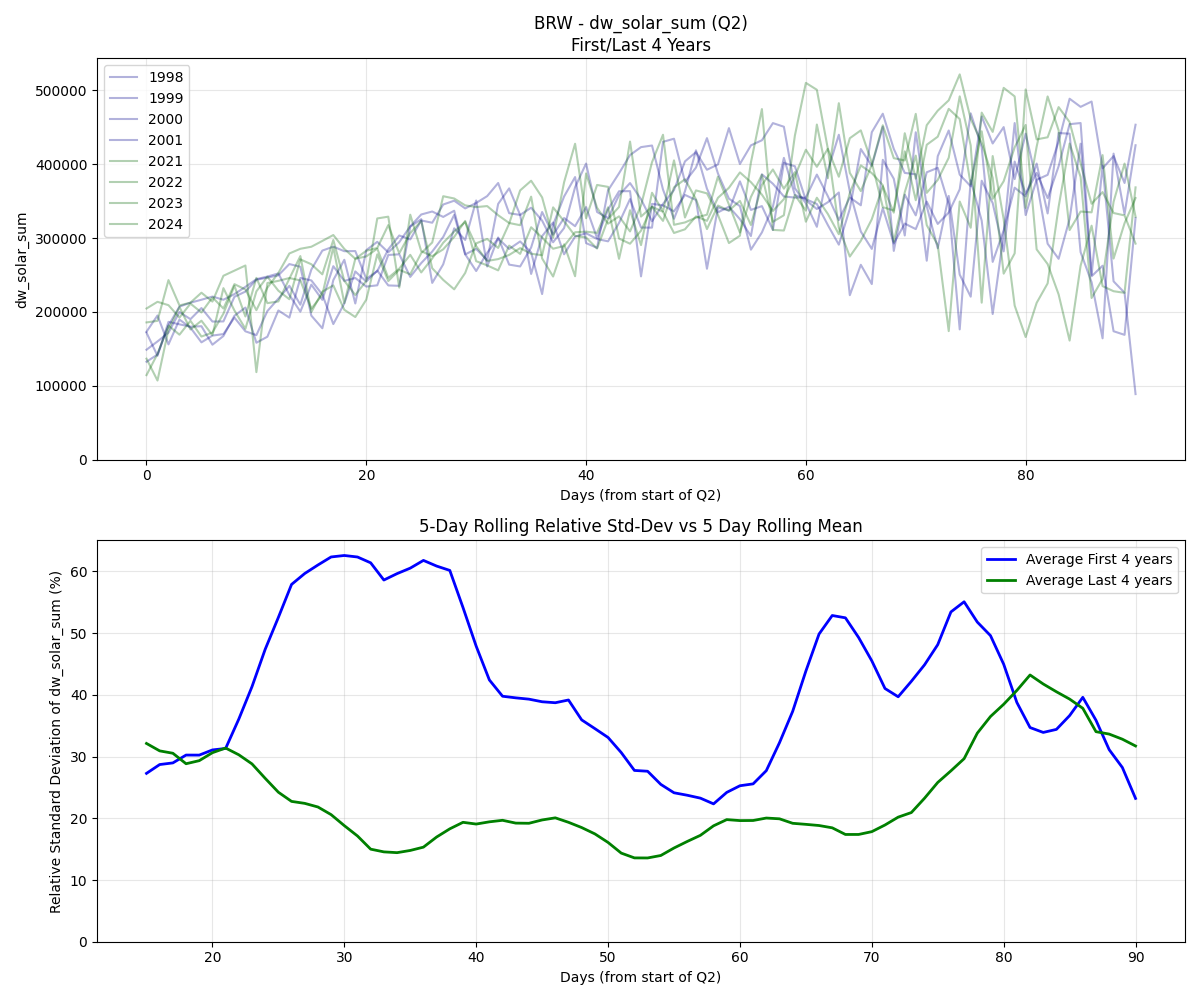 BRW - dw_solar_sum (Q2)
First/Last 4 Years
dw_solar_sum
500000
400000
300000
200000
100000
0
1998
1999
2000
2001
2021
2022
2023
2024
0 20 40 60 80
Days (from start of Q2)
5-Day Rolling Relative Std-Dev vs 5 Day Rolling Mean
Relative Standard Deviation of dw_solar_sum (%)
60
50
40
30
20
10
0
Average First 4 years
Average Last 4 years
20 30 40 50 60 70 80 90
Days (from start of Q2)